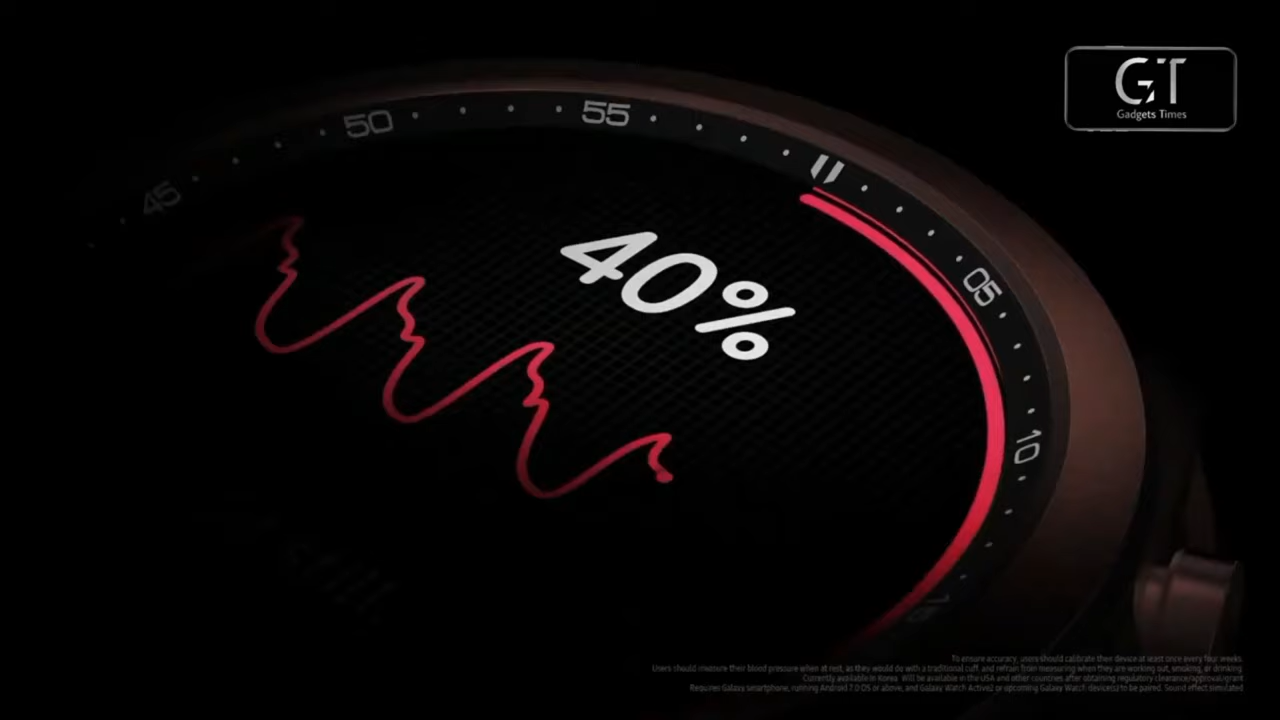 GT
Gadgets Times
50
55
45
05
40%
10
15
To ensure accuracy, users should calibrate their device at least once every four weeks.
Users should measure their blood pressure when at rest, as they would do with a traditional cuff, and refrain from measuring when they are working out, smoking, or drinking.
Currently available in Korea. Will be available in the USA and other countries after obtaining regulatory clearance/approval/grant
Requires Galaxy smartphone, running Android 7.0 OS or above, and Galaxy Watch Active2 or upcoming Galaxy Watch device(s) to be paired. Sound effect simulated